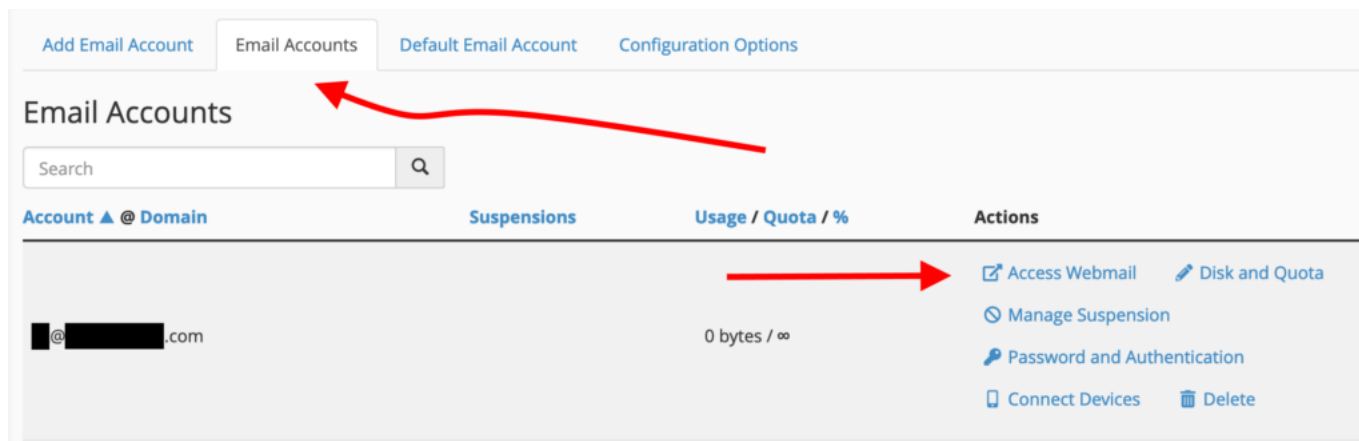 Add Email Account Email Accounts Default Email Account Configuration Options
Email Accounts
Search
Account ▲ @ Domain Suspensions Usage / Quota / % Actions
Access Webmail Disk and Quota
Manage Suspension
@ .com 0 bytes / ∞
Password and Authentication
Connect Devices Delete